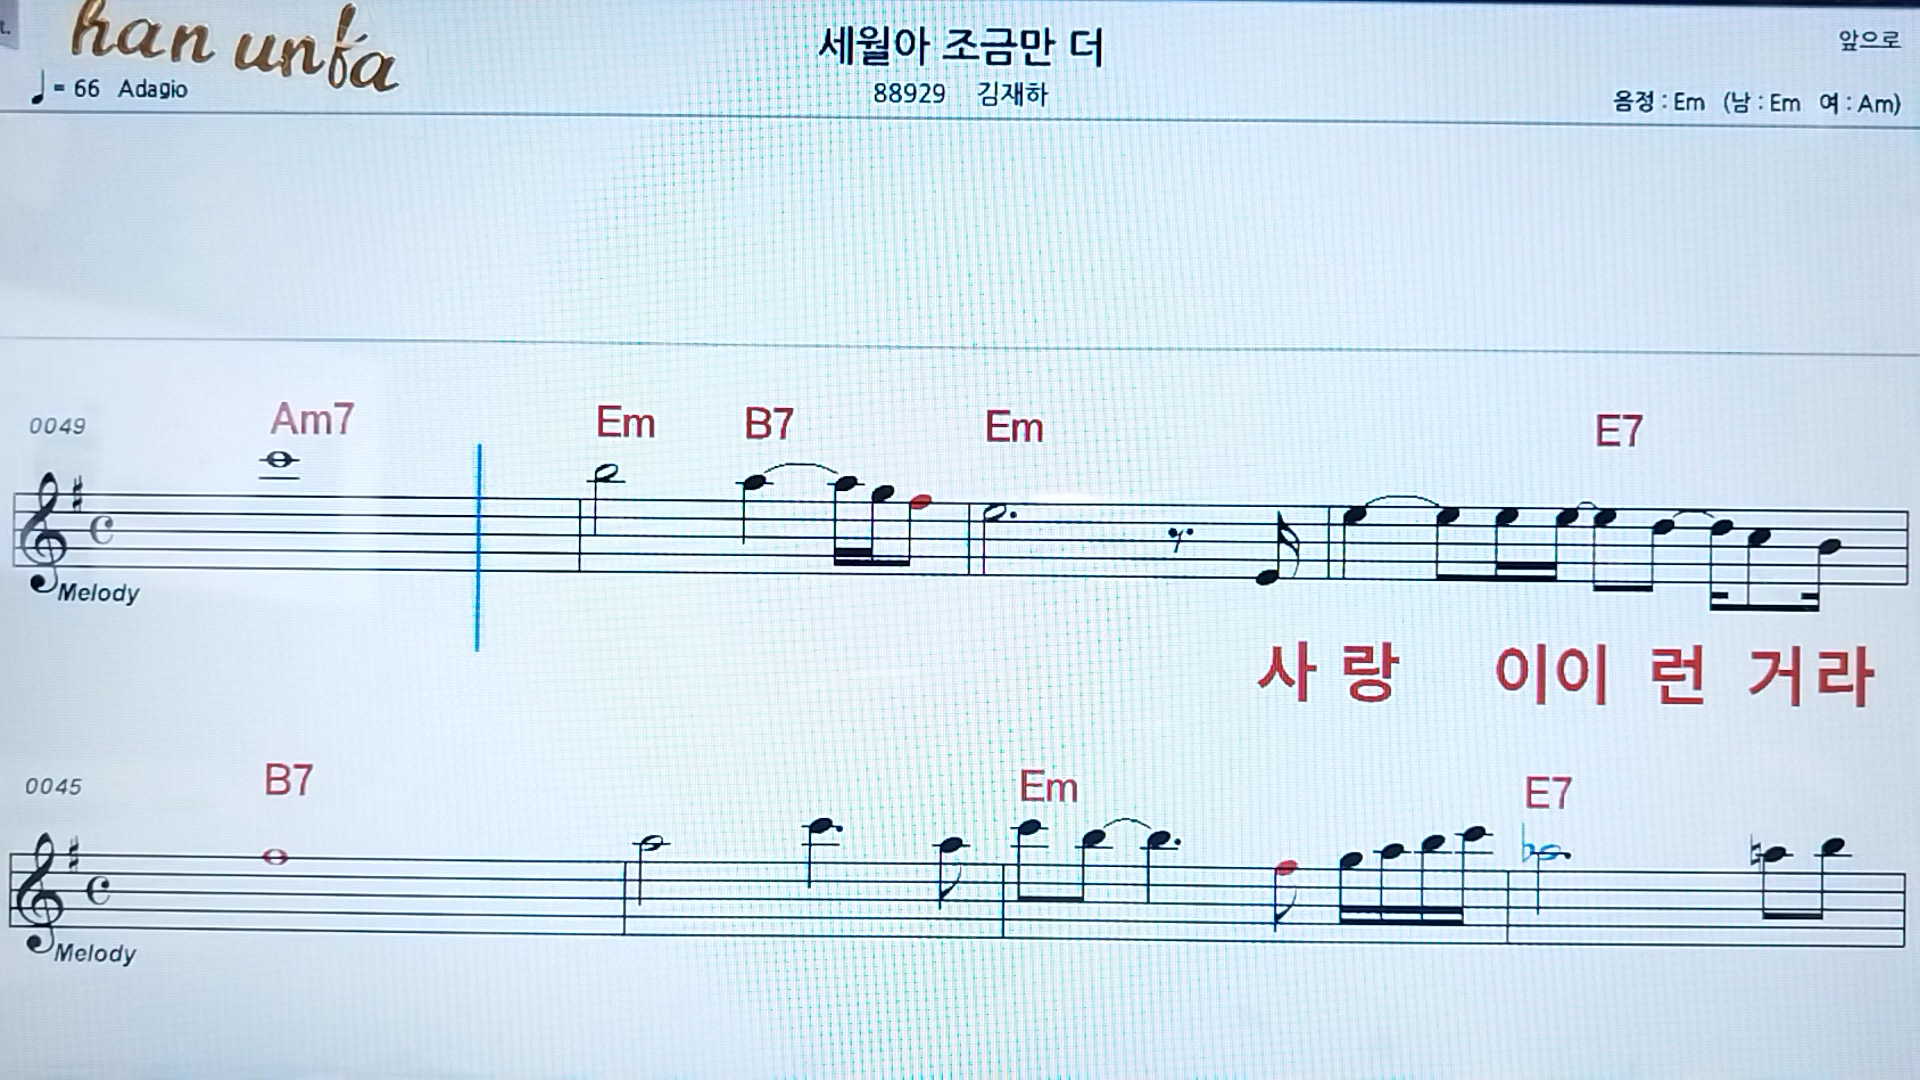 han unfa
세월아 조금만 더
앞으로
♩= 66 Adagio
88929 김재하
음정 : Em (남 : Em 여 : Am)
0049 Am7 Em B7 Em E7
Melody
사 랑 이이 런 거 라
0045 B7 Em E7
Melody